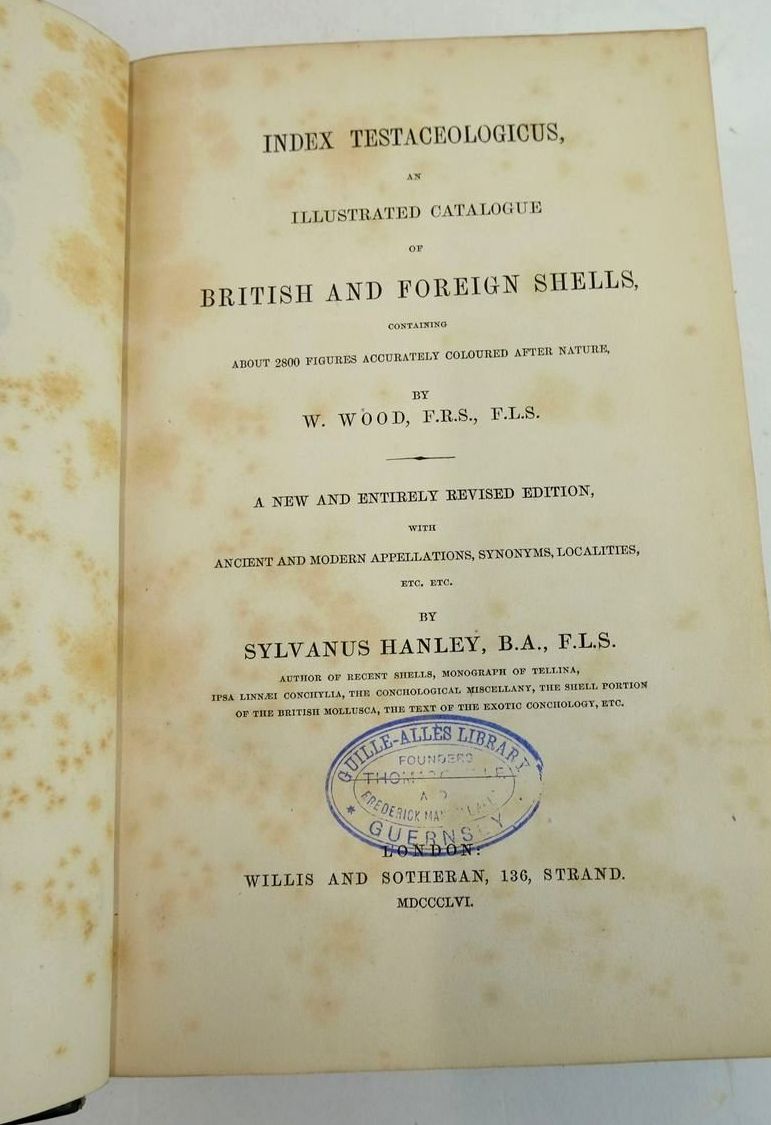 INDEX TESTACEOLOGICUS,
AN
ILLUSTRATED CATALOGUE
OF
BRITISH AND FOREIGN SHELLS,
CONTAINING
ABOUT 2800 FIGURES ACCURATELY COLOURED AFTER NATURE,
BY
W. WOOD, F.R.S., F.L.S.
A NEW AND ENTIRELY REVISED EDITION,
WITH
ANCIENT AND MODERN APPELLATIONS, SYNONYMS, LOCALITIES,
ETC. ETC.
BY
SYLVANUS HANLEY, B.A., F.L.S.
AUTHOR OF RECENT SHELLS, MONOGRAPH OF TELLINA,
IPSA LINNÆI CONCHYLIA, THE CONCHOLOGICAL MISCELLANY, THE SHELL PORTION
OF THE BRITISH MOLLUSCA, THE TEXT OF THE EXOTIC CONCHOLOGY, ETC.
GUILLE-ALLÈS LIBRARY
FOUNDERS
FREDERICK
GUERNSEY
LONDON:
WILLIS AND SOTHERAN, 136, STRAND.
MDCCCLVI.